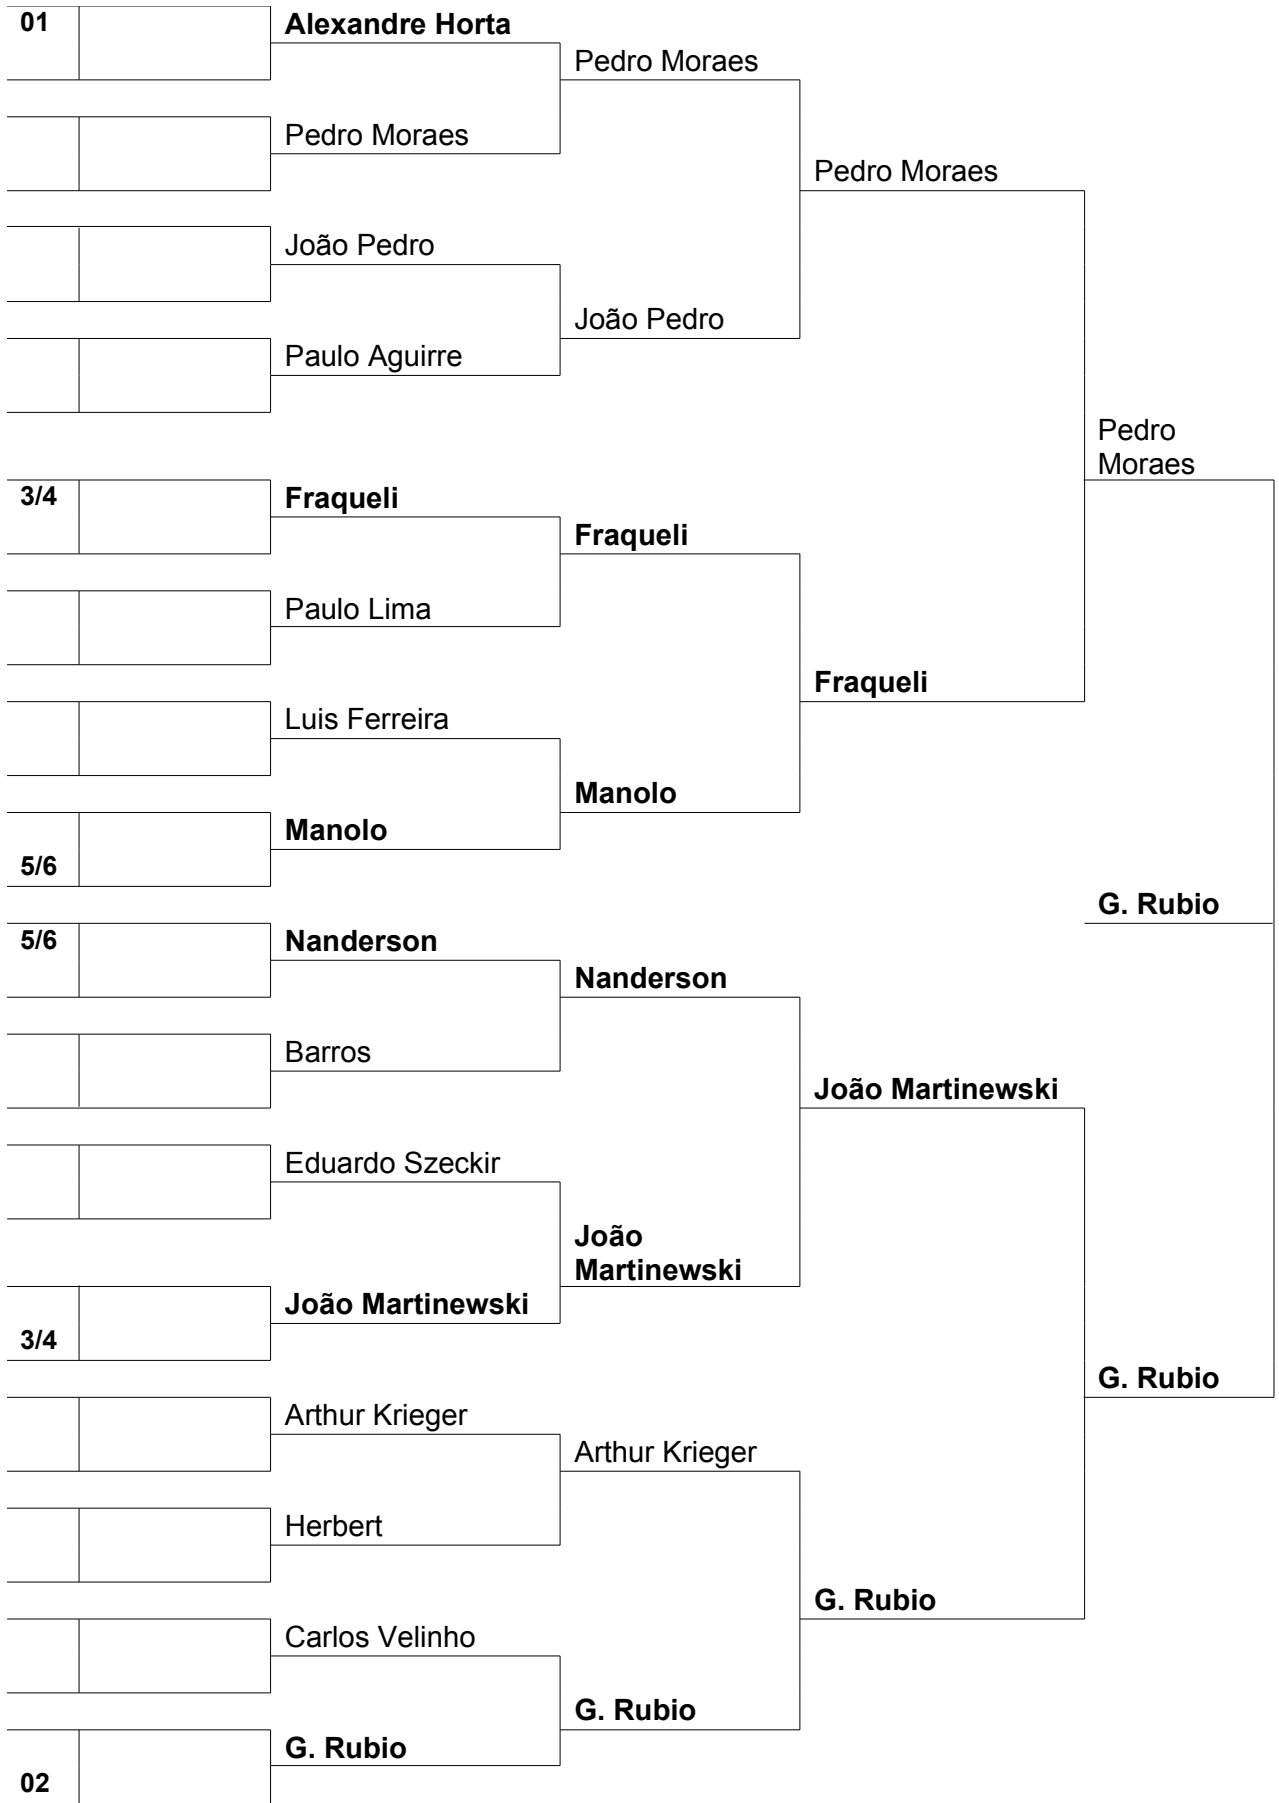 01
Alexandre Horta
Pedro Moraes
Pedro Moraes
Pedro Moraes
João Pedro
João Pedro
Paulo Aguirre
Pedro
Moraes
3/4
Fraqueli
Fraqueli
Paulo Lima
Fraqueli
Luis Ferreira
Manolo
Manolo
5/6
G. Rubio
5/6
Nanderson
Nanderson
Barros
João Martinewski
Eduardo Szeckir
João
Martinewski
João Martinewski
3/4
G. Rubio
Arthur Krieger
Arthur Krieger
Herbert
G. Rubio
Carlos Velinho
G. Rubio
G. Rubio
02